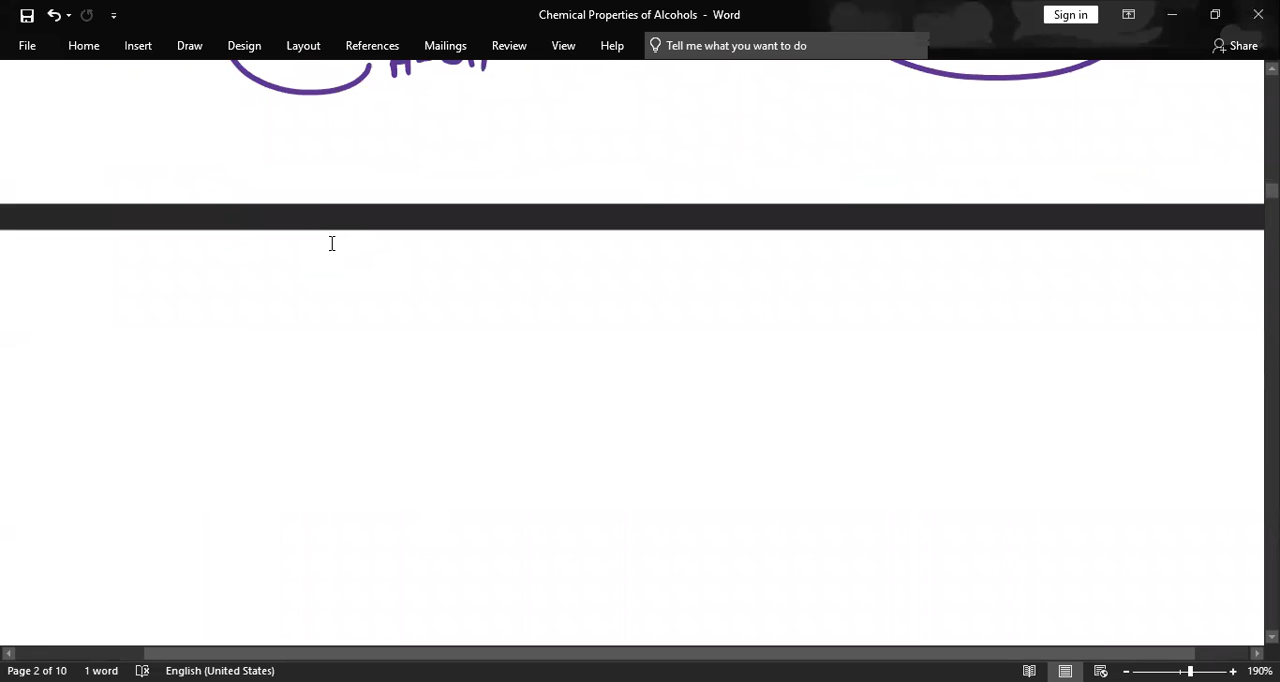 Chemical Properties of Alcohols - Word
Sign in
File Home Insert Draw Design Layout References Mailings Review View Help Tell me what you want to do Share
Page 2 of 10 1 word English (United States) 190%